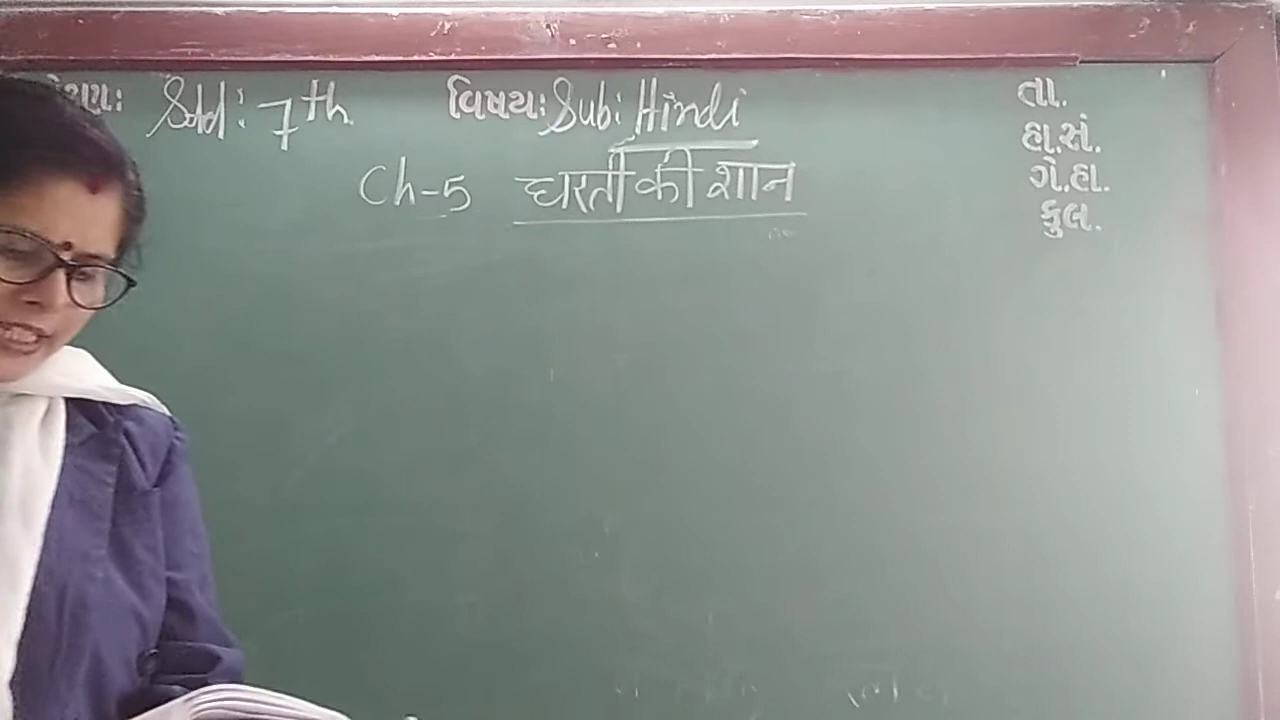 Std: 7th વિષય: Sub: Hindi
Ch-5 धरती की शान
તા.
હા.સં.
ગે.હા.
કુલ.